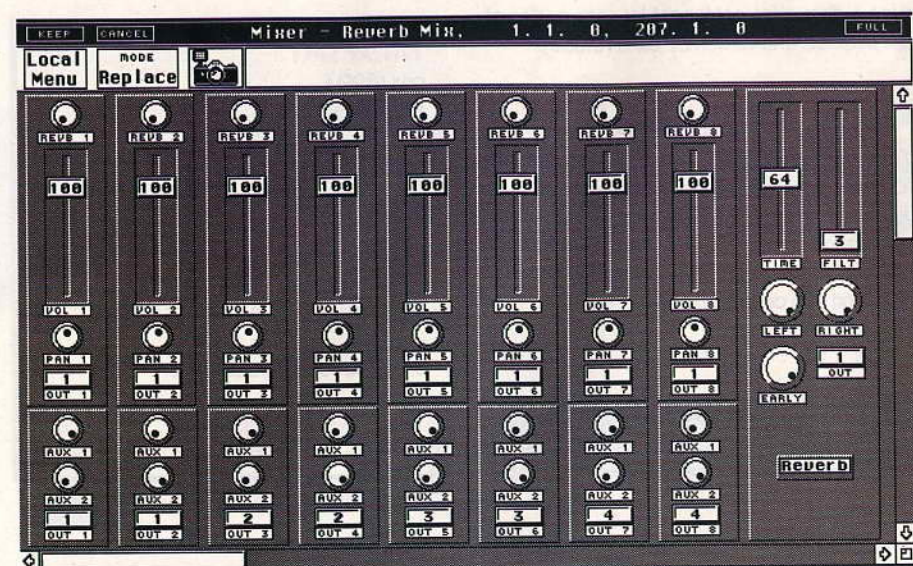 KEEP CANCEL Mixer - Reverb Mix, 1. 1. 0, 207. 1. 0 FULL
Local Menu
MODE Replace
REVB 1 REVB 2 REVB 3 REVB 4 REVB 5 REVB 6 REVB 7 REVB 8
100 100 100 100 100 100 100 100 64
3
TIME FILT
VOL 1 VOL 2 VOL 3 VOL 4 VOL 5 VOL 6 VOL 7 VOL 8
LEFT RIGHT
PAN 1 PAN 2 PAN 3 PAN 4 PAN 5 PAN 6 PAN 7 PAN 8
1 1 1 1 1 1 1 1 1
OUT
OUT 1 OUT 2 OUT 3 OUT 4 OUT 5 OUT 6 OUT 7 OUT 8
EARLY
AUX 1 AUX 1 AUX 1 AUX 1 AUX 1 AUX 1 AUX 1 AUX 1
Reverb
AUX 2 AUX 2 AUX 2 AUX 2 AUX 2 AUX 2 AUX 2 AUX 2
1 1 2 2 3 3 4 4
OUT 1 OUT 2 OUT 3 OUT 4 OUT 5 OUT 6 OUT 7 OUT 8